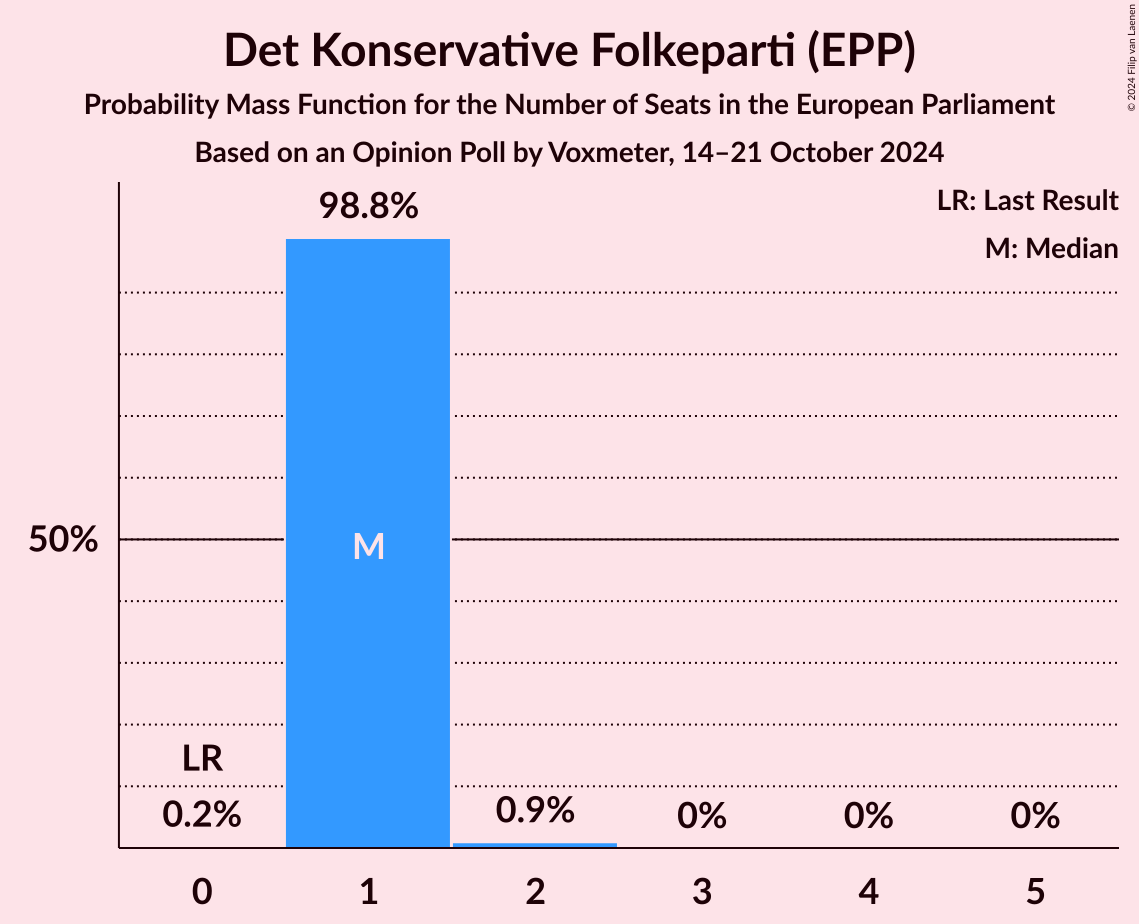 Det Konservative Folkeparti (EPP)
Probability Mass Function for the Number of Seats in the European Parliament
Based on an Opinion Poll by Voxmeter, 14–21 October 2024
© 2024 Filip van Laenen
LR: Last Result
M: Median
98.8%
50%
M
LR
0.2%
0.9%
0%
0%
0%
0
1
2
3
4
5